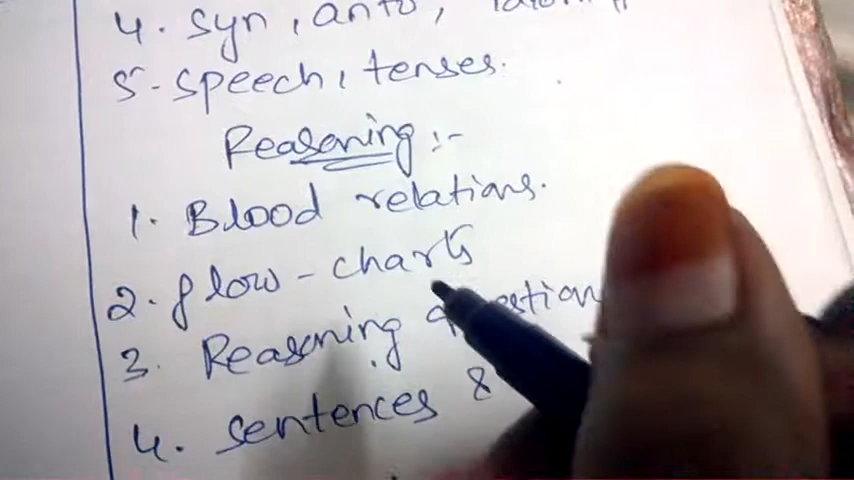 4. Syn, anto,
5 - Speech, tenses.
Reasoning :-
1. Blood relations.
2. flow - charts
3. Reasoning
4. sentences &